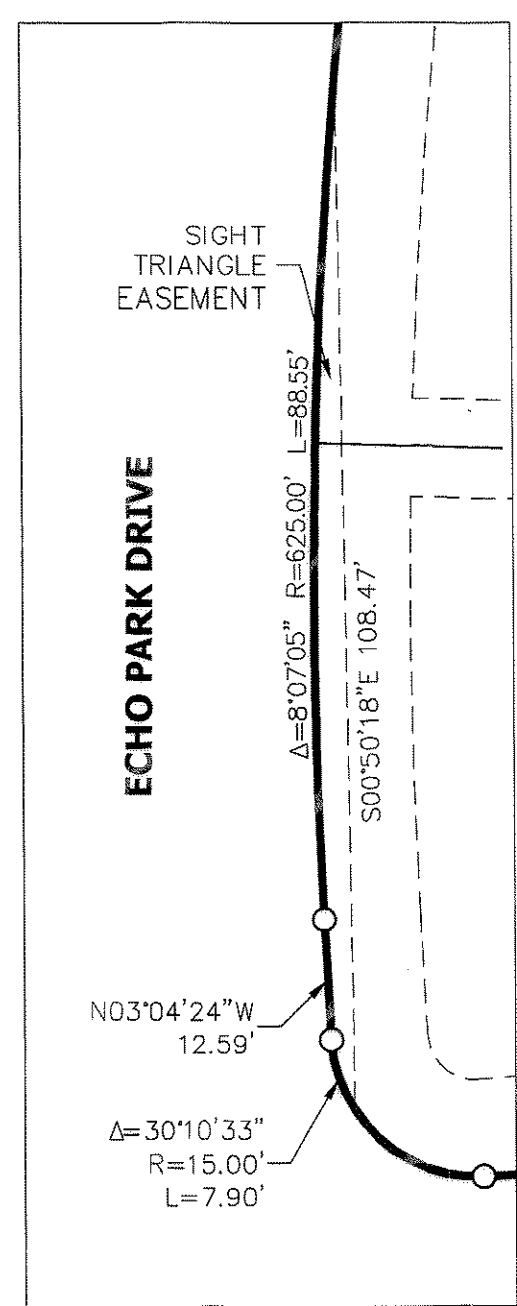 SIGHT
TRIANGLE
EASEMENT
Δ=8°07'05" R=625.00' L=88.55'
ECHO PARK DRIVE
S00°50'18"E 108.47'
N03°04'24"W
12.59'
Δ=30°10'33"
R=15.00'
L=7.90'